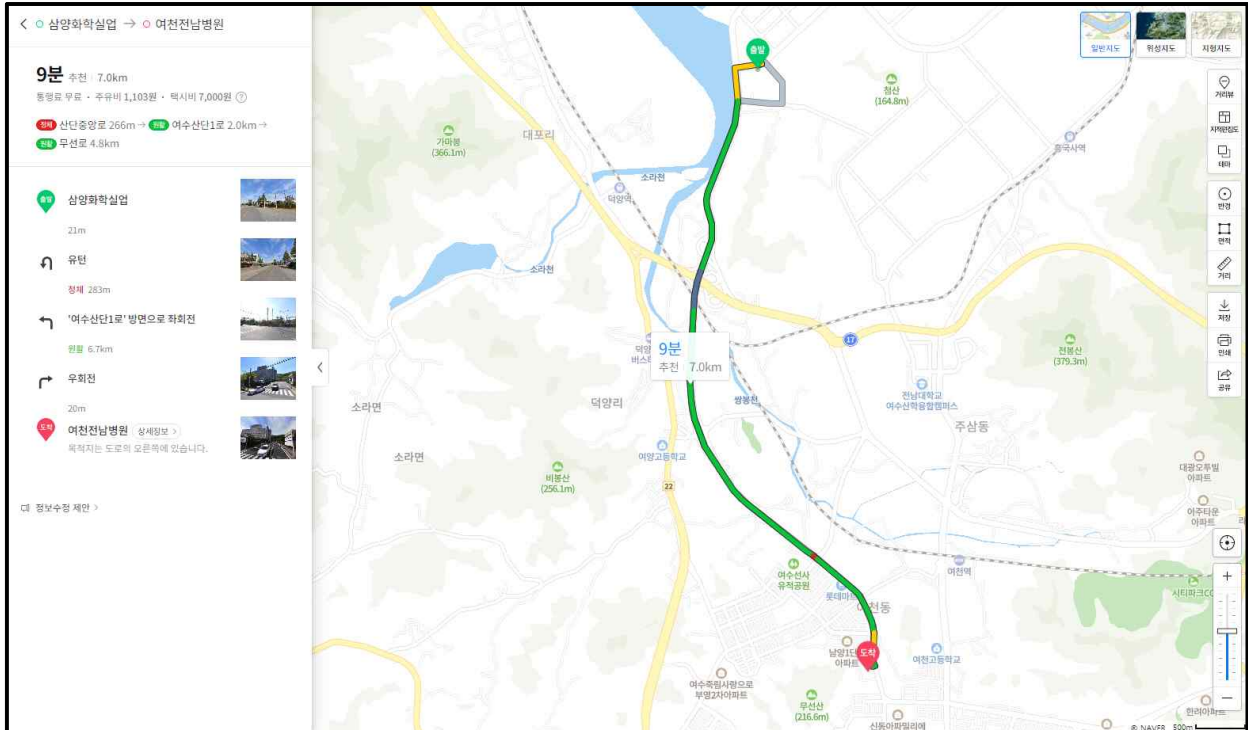 삼양화학실업 → 여천전남병원
9분 추천 7.0km
통행료 무료 · 주유비 1,103원 · 택시비 7,000원 ?
정체 산단중앙로 266m → 원활 여수산단1로 2.0km →
원활 무선로 4.8km
출발 삼양화학실업
21m
유턴
정체 283m
'여수산단1로' 방면으로 좌회전
원활 6.7km
우회전
20m
도착 여천전남병원 상세정보 >
목적지는 도로의 오른쪽에 있습니다.
정보수정 제안 >
일반지도 위성지도 지형지도
출발
첨산
(164.8m)
거리뷰
지적편집도
테마
가마봉
(366.1m)
대포리
흥국사역
소라천
덕양역
반경
면적
거리
소라천
저장
인쇄
공유
17
전봉산
(379.3m)
덕양
버스터
9분
추천 7.0km
전남대학교
여수산학융합캠퍼스
쌍봉천
소라면
덕양리
주삼동
소라면
여양고등학교
비봉산
(256.1m)
22
대광오투빌
아파트
아주타운
아파트
여수선사
유적공원
여천역
롯데마트
여천동
시티파크CC
남양1단
아파트
도착
여천고등학교
여수죽림사랑으로
부영2차아파트
무선산
(216.6m)
신동아파밀리에
한려아파트
© NAVER 500m